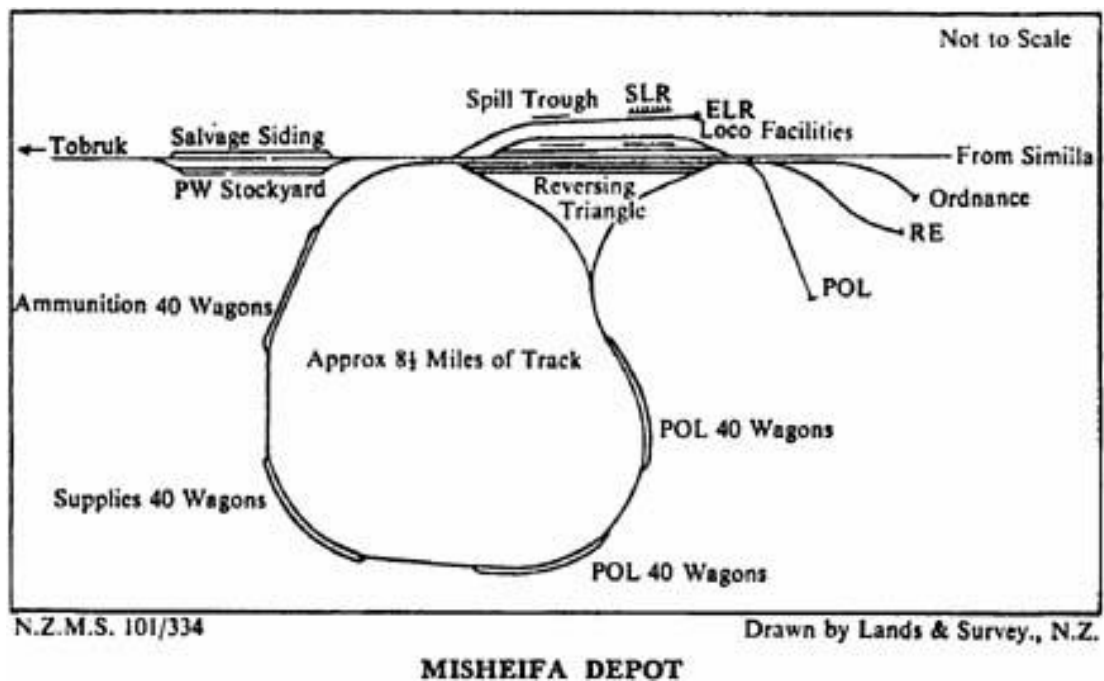 Not to Scale
Spill Trough
SLR
ELR
Loco Facilities
Tobruk
Salvage Siding
From Similla
PW Stockyard
Reversing
Triangle
Ordnance
RE
POL
Ammunition 40 Wagons
Approx 8½ Miles of Track
POL 40 Wagons
Supplies 40 Wagons
POL 40 Wagons
N.Z.M.S. 101/334
Drawn by Lands & Survey., N.Z.
MISHEIFA DEPOT